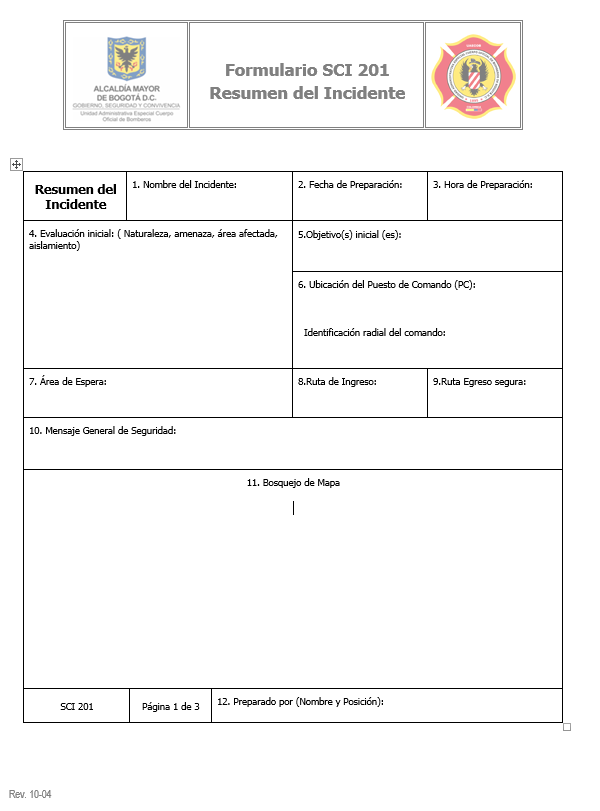 ALCALDÍA MAYOR
DE BOGOTÁ D.C.
GOBIERNO, SEGURIDAD Y CONVIVENCIA
Unidad Administrativa Especial Cuerpo
Oficial de Bomberos
Formulario SCI 201
Resumen del Incidente
Resumen del
Incidente
1. Nombre del Incidente:
2. Fecha de Preparación:
3. Hora de Preparación:
4. Evaluación inicial: ( Naturaleza, amenaza, área afectada,
aislamiento)
5.Objetivo(s) inicial (es):
6. Ubicación del Puesto de Comando (PC):
Identificación radial del comando:
7. Área de Espera:
8.Ruta de Ingreso:
9.Ruta Egreso segura:
10. Mensaje General de Seguridad:
11. Bosquejo de Mapa
SCI 201
Página 1 de 3
12. Preparado por (Nombre y Posición):
Rev. 10-04